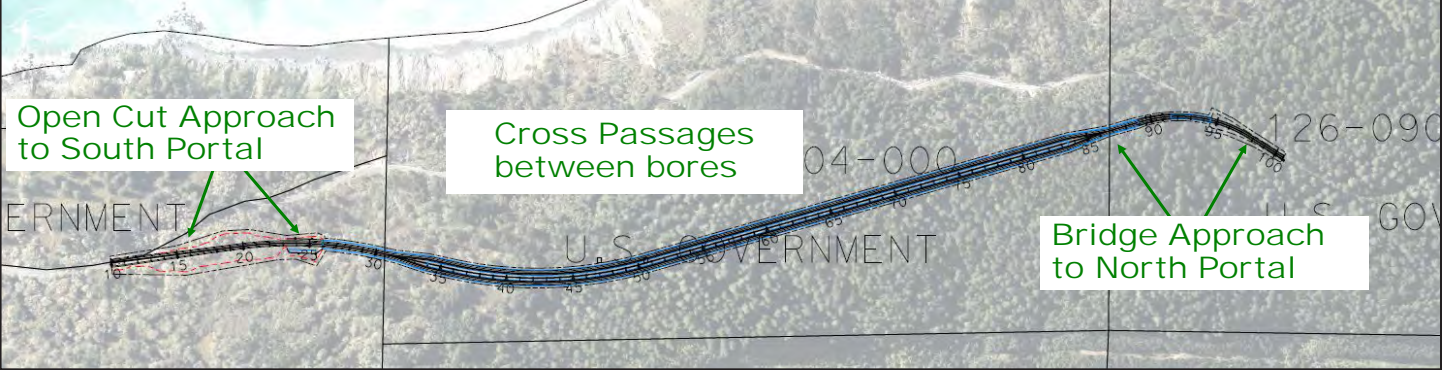 Open Cut Approach
to South Portal
Cross Passages
between bores
04-000
126-090
ERNMENT
U.S. GOVERNMENT
U.S. GOV
Bridge Approach
to North Portal
10
15
20
25
30
35
40
45
50
60
65
70
75
80
85
90
95
100